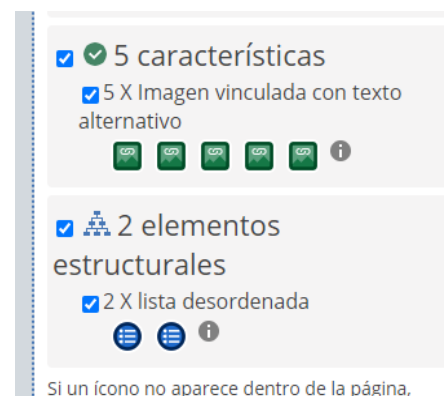 5 características
5 X Imagen vinculada con texto
alternativo
2 elementos
estructurales
2 X lista desordenada
Si un ícono no aparece dentro de la página,